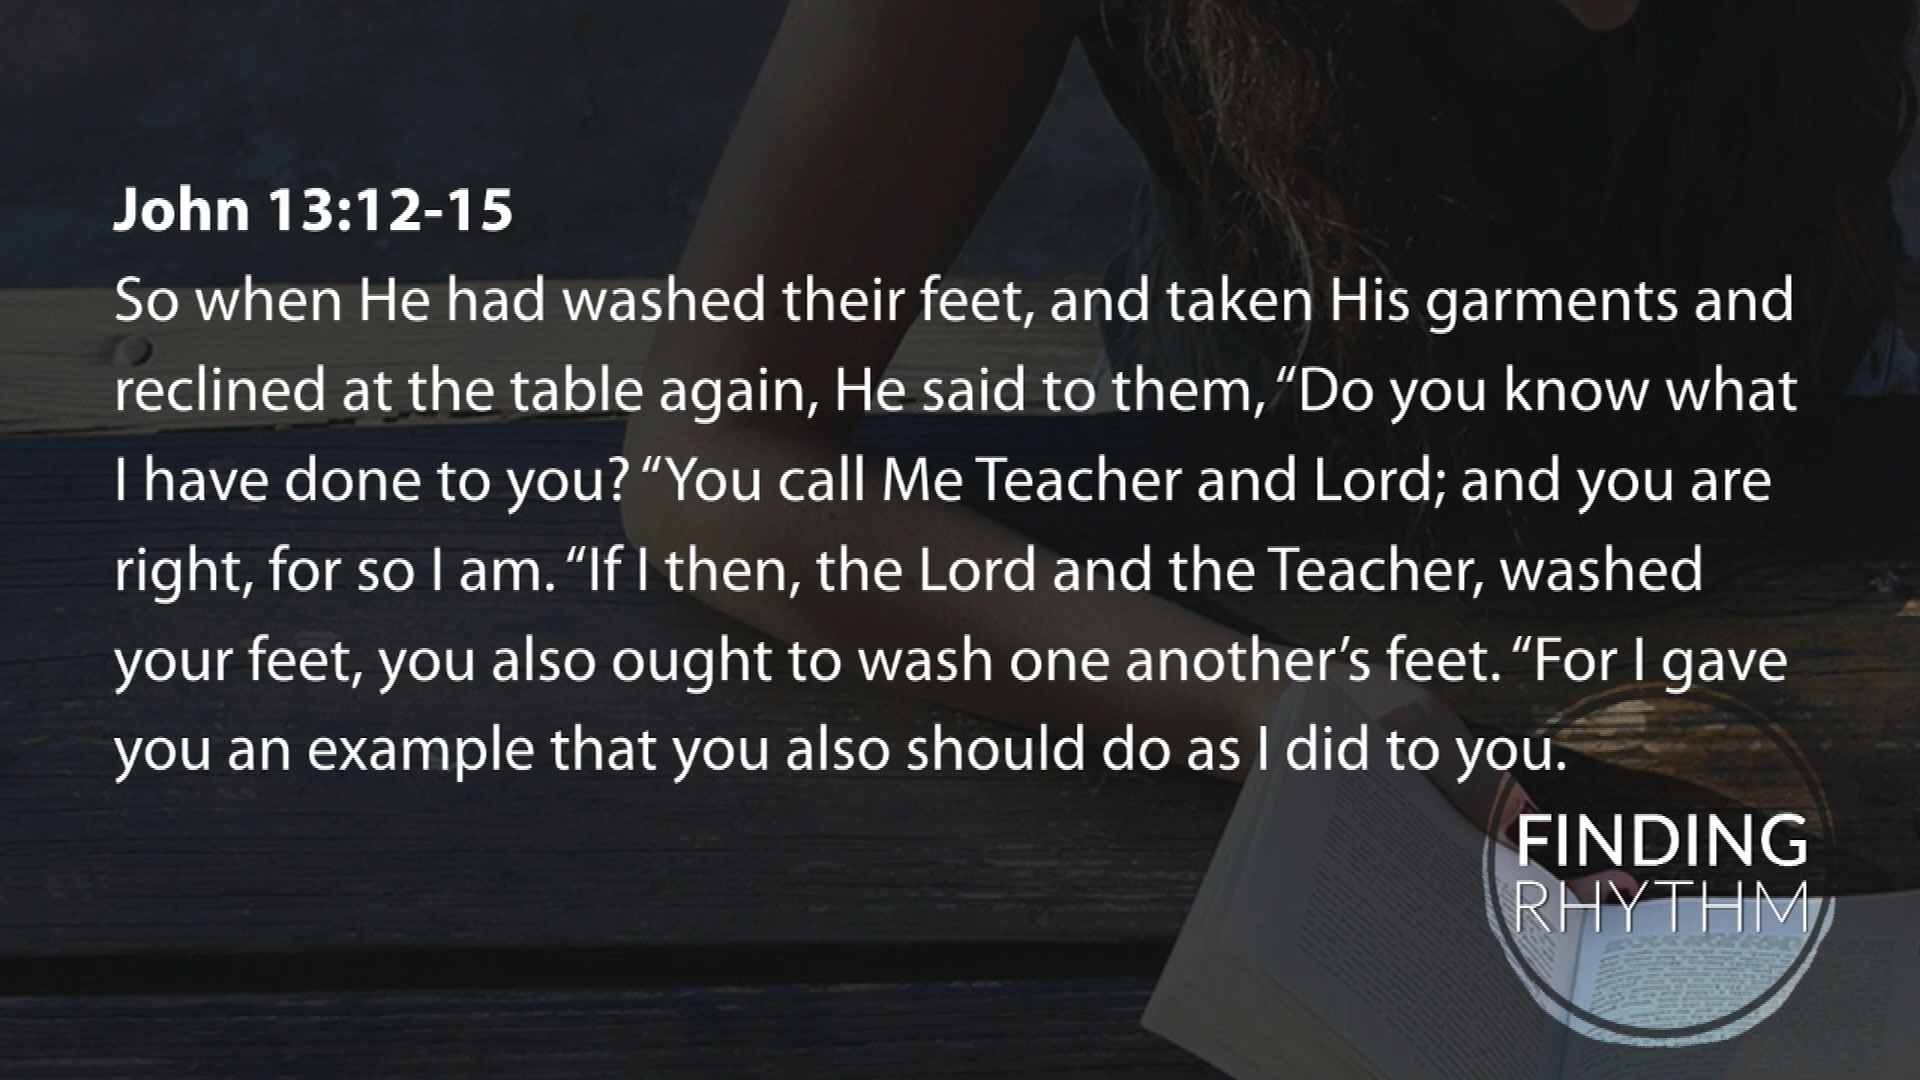 John 13:12-15
So when He had washed their feet, and taken His garments and
reclined at the table again, He said to them, “Do you know what
I have done to you? “You call Me Teacher and Lord; and you are
right, for so I am. “If I then, the Lord and the Teacher, washed
your feet, you also ought to wash one another’s feet. “For I gave
you an example that you also should do as I did to you.
FINDING
RHYTHM